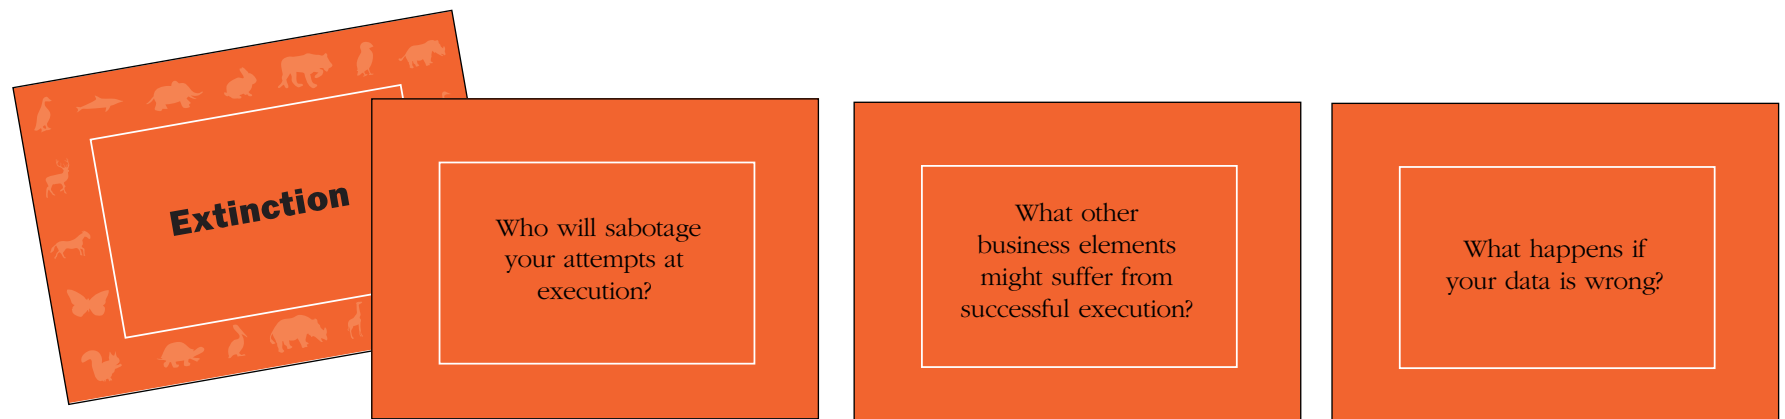 Extinction
Who will sabotage
your attempts at
execution?
What other
business elements
might suffer from
successful execution?
What happens if
your data is wrong?